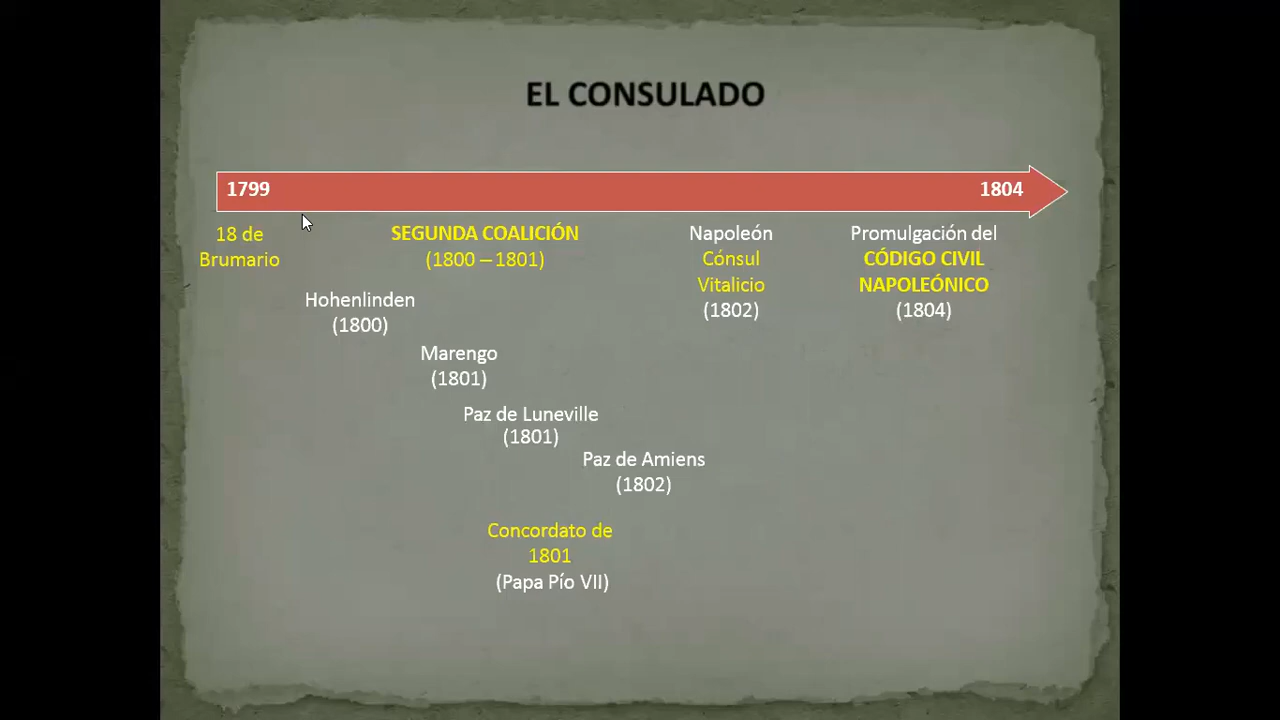 EL CONSULADO
1799
1804
18 de
Brumario
SEGUNDA COALICIÓN
(1800 – 1801)
Hohenlinden
(1800)
Marengo
(1801)
Paz de Luneville
(1801)
Paz de Amiens
(1802)
Concordato de
1801
(Papa Pío VII)
Napoleón
Cónsul
Vitalicio
(1802)
Promulgación del
CÓDIGO CIVIL
NAPOLEÓNICO
(1804)